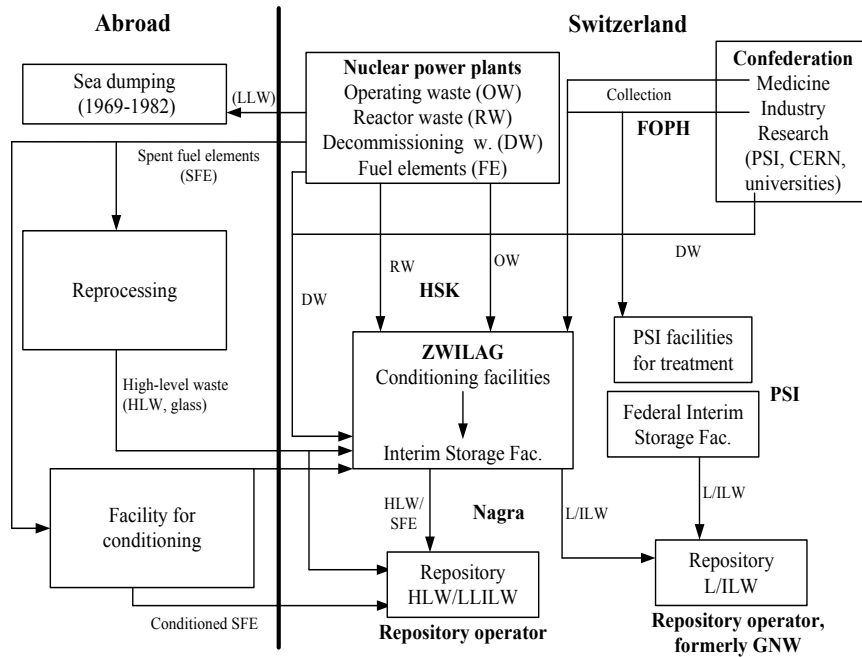 Abroad
Switzerland
Sea dumping
(1969-1982)
(LLW)
Nuclear power plants
Operating waste (OW)
Reactor waste (RW)
Decommissioning w. (DW)
Fuel elements (FE)
Collection
FOPH
Confederation
Medicine
Industry
Research
(PSI, CERN,
universities)
Spent fuel elements
(SFE)
Reprocessing
RW
OW
DW
DW
HSK
High-level waste
(HLW, glass)
ZWILAG
Conditioning facilities
Interim Storage Fac.
PSI facilities
for treatment
PSI
Federal Interim
Storage Fac.
Facility for
conditioning
HLW/
SFE
Nagra
L/ILW
L/ILW
Repository
HLW/LLILW
Repository
L/ILW
Conditioned SFE
Repository operator
Repository operator,
formerly GNW